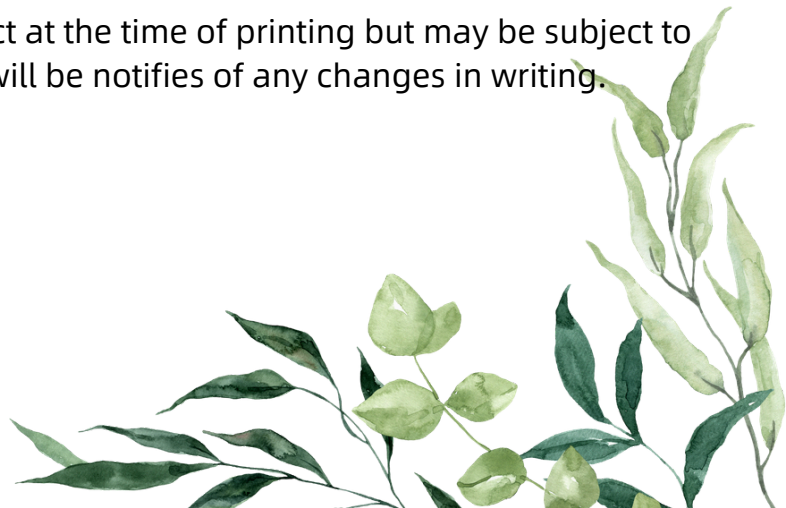 ct at the time of printing but may be subject to
will be notifies of any changes in writing.